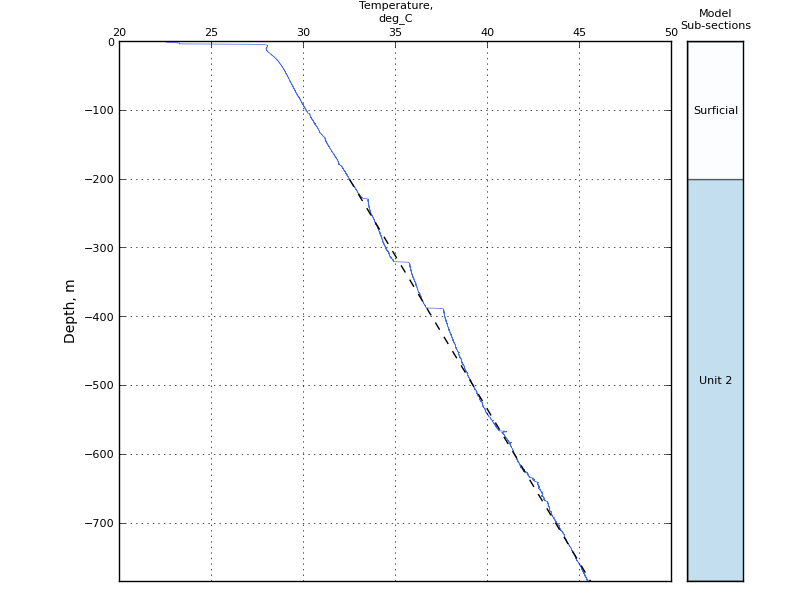 Temperature,
deg_C
Model
Sub-sections
20 25 30 35 40 45 50
0
−100
−200
−300
−400
−500
−600
−700
Depth, m
Surficial
Unit 2